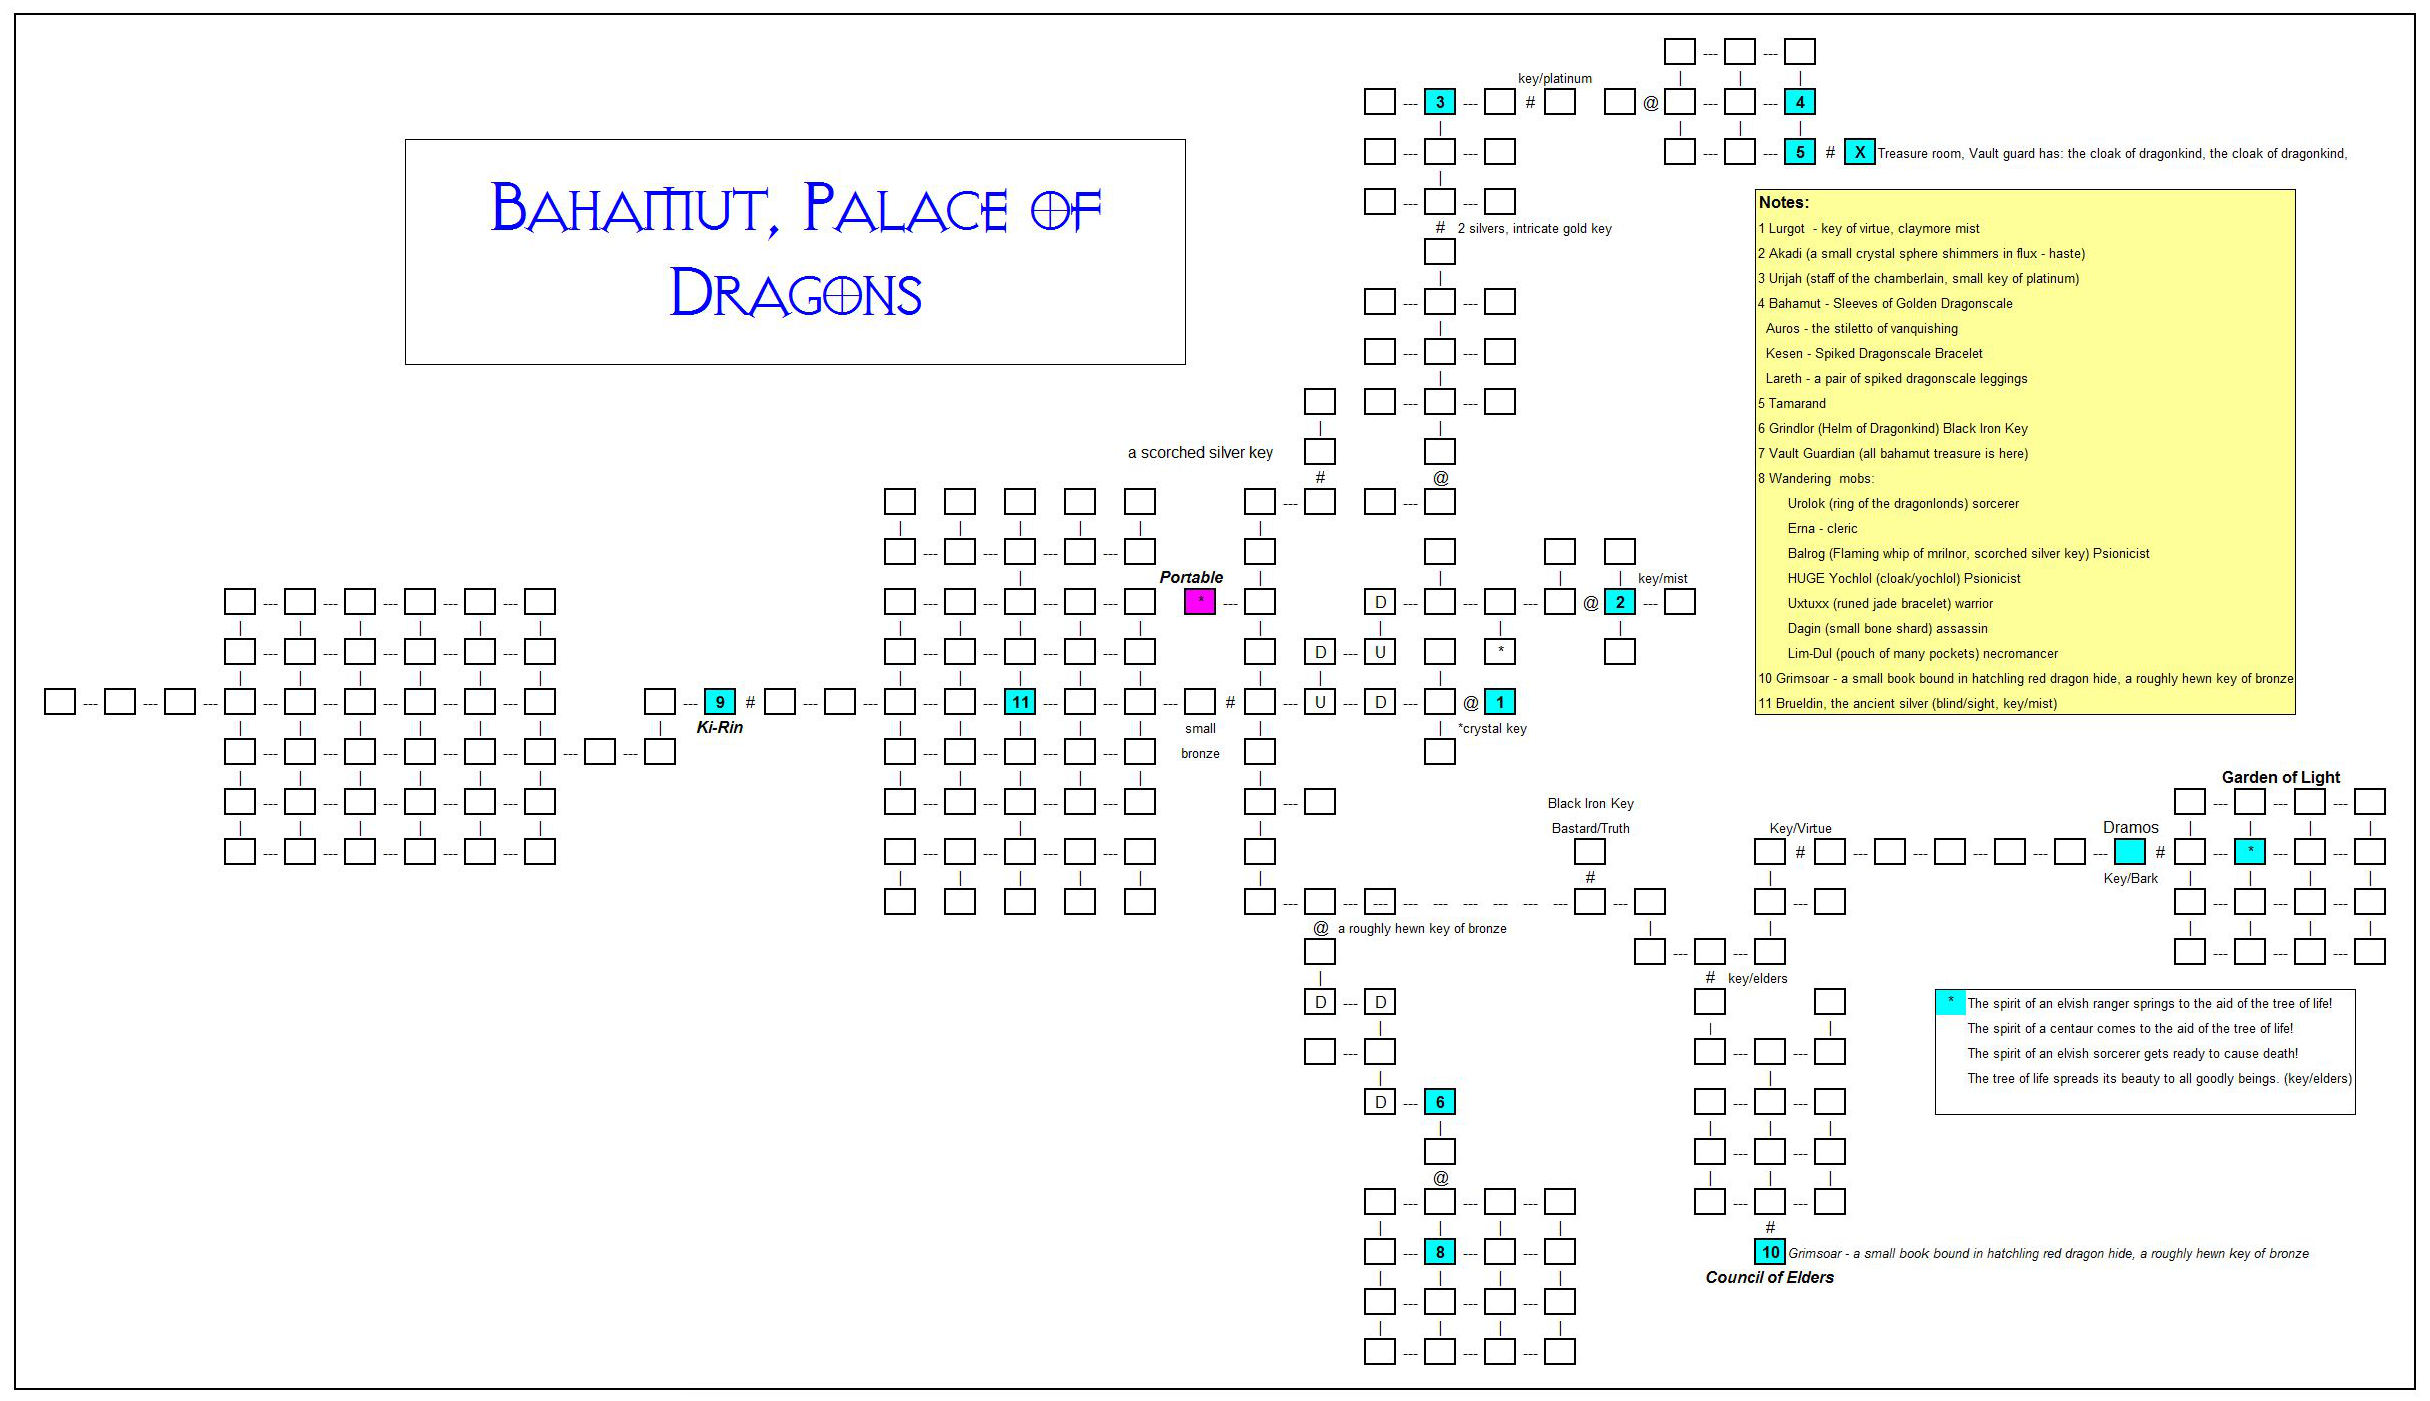 BAHAMUT, PALACE OF
DRAGONS
key/platinum
3
#
@
4
5
#
X
Treasure room, Vault guard has: the cloak of dragonkind, the cloak of dragonkind,
# 2 silvers, intricate gold key
Notes:
1 Lurgot - key of virtue, claymore mist
2 Akadi (a small crystal sphere shimmers in flux - haste)
3 Urijah (staff of the chamberlain, small key of platinum)
4 Bahamut - Sleeves of Golden Dragonscale
Auros - the stiletto of vanquishing
Kesen - Spiked Dragonscale Bracelet
Lareth - a pair of spiked dragonscale leggings
5 Tamarand
6 Grindlor (Helm of Dragonkind) Black Iron Key
7 Vault Guardian (all bahamut treasure is here)
8 Wandering mobs:
Urolok (ring of the dragonlonds) sorcerer
Erna - cleric
Balrog (Flaming whip of mrilnor, scorched silver key) Psionicist
HUGE Yochlol (cloak/yochlol) Psionicist
Uxtuxx (runed jade bracelet) warrior
Dagin (small bone shard) assassin
Lim-Dul (pouch of many pockets) necromancer
10 Grimsoar - a small book bound in hatchling red dragon hide, a roughly hewn key of bronze
11 Brueldin, the ancient silver (blind/sight, key/mist)
a scorched silver key
#
@
Portable
*
D
@
2
key/mist
D
U
*
9
#
11
#
U
D
@
1
Ki-Rin
small
bronze
*crystal key
Black Iron Key
Bastard/Truth
#
Key/Virtue
#
Garden of Light
Dramos
#
*
Key/Bark
@ a roughly hewn key of bronze
# key/elders
D
D
D
6
@
8
* The spirit of an elvish ranger springs to the aid of the tree of life!
The spirit of a centaur comes to the aid of the tree of life!
The spirit of an elvish sorcerer gets ready to cause death!
The tree of life spreads its beauty to all goodly beings. (key/elders)
#
10 Grimsoar - a small book bound in hatchling red dragon hide, a roughly hewn key of bronze
Council of Elders